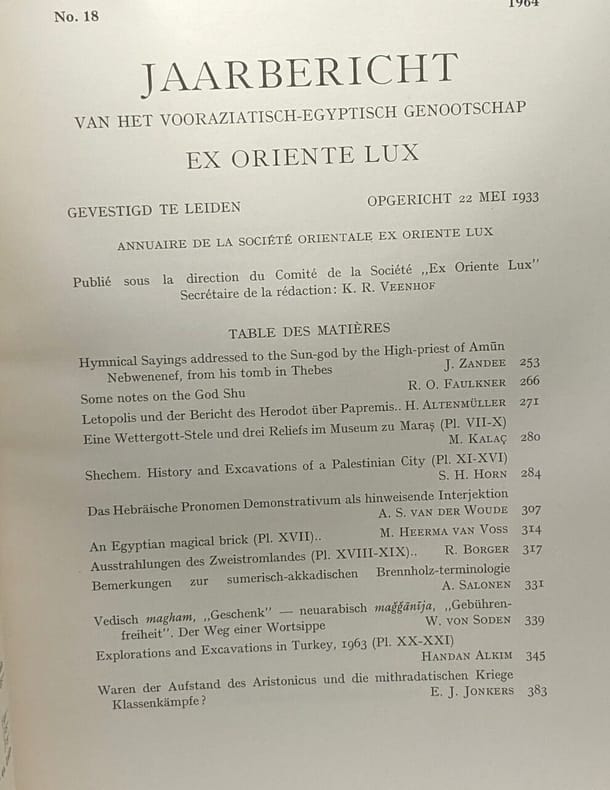 No. 18
1964
JAARBERICHT
VAN HET VOORAZIATISCH-EGYPTISCH GENOOTSCHAP
EX ORIENTE LUX
GEVESTIGD TE LEIDEN
OPGERICHT 22 MEI 1933
ANNUAIRE DE LA SOCIÉTÉ ORIENTALE EX ORIENTE LUX
Publié sous la direction du Comité de la Société „Ex Oriente Lux”
Secrétaire de la rédaction: K. R. VEENHOF
TABLE DES MATIÈRES
Hymnical Sayings addressed to the Sun-god by the High-priest of Amūn
Nebwenenef, from his tomb in Thebes J. ZANDEE 253
Some notes on the God Shu R. O. FAULKNER 266
Letopolis und der Bericht des Herodot über Papremis.. H. ALTENMÜLLER 271
Eine Wettergott-Stele und drei Reliefs im Museum zu Maraş (Pl. VII-X)
M. KALAÇ 280
Shechem. History and Excavations of a Palestinian City (Pl. XI-XVI)
S. H. HORN 284
Das Hebräische Pronomen Demonstrativum als hinweisende Interjektion
A. S. VAN DER WOUDE 307
An Egyptian magical brick (Pl. XVII).. M. HEERMA VAN VOSS 314
Ausstrahlungen des Zweistromlandes (Pl. XVIII-XIX).. R. BORGER 317
Bemerkungen zur sumerisch-akkadischen Brennholz-terminologie
A. SALONEN 331
Vedisch magham, „Geschenk” — neuarabisch maǧǧānīja, „Gebühren-
freiheit”. Der Weg einer Wortsippe W. VON SODEN 339
Explorations and Excavations in Turkey, 1963 (Pl. XX-XXI)
HANDAN ALKIM 345
Waren der Aufstand des Aristonicus und die mithradatischen Kriege
Klassenkämpfe? E. J. JONKERS 383